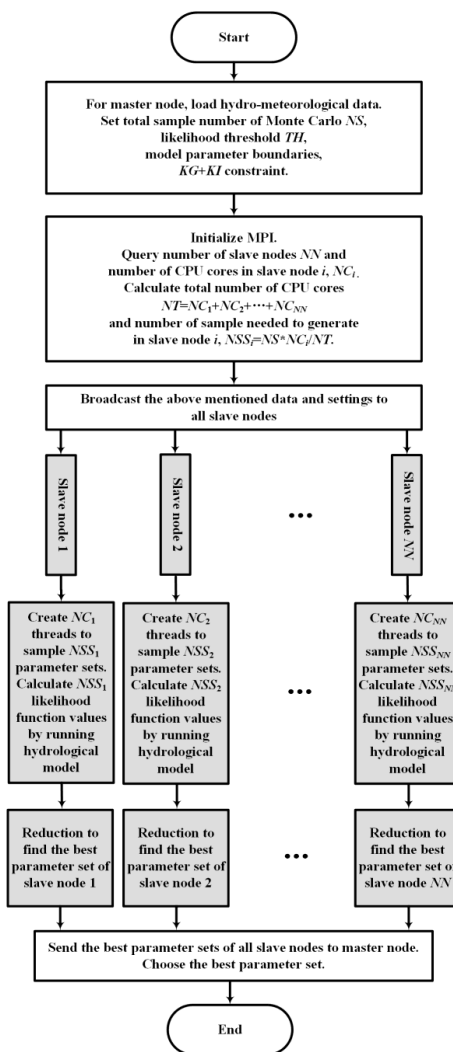 Start
For master node, load hydro-meteorological data.
Set total sample number of Monte Carlo NS,
likelihood threshold TH,
model parameter boundaries,
KG+KI constraint.
Initialize MPI.
Query number of slave nodes NN and
number of CPU cores in slave node i, NCi.
Calculate total number of CPU cores
NT=NC1+NC2+···+NCNN
and number of sample needed to generate
in slave node i, NSSi=NS*NCi/NT.
Broadcast the above mentioned data and settings to
all slave nodes
Slave node 1
Slave node 2
...
Slave node NN
Create NC1
threads to
sample NSS1
parameter sets.
Calculate NSS1
likelihood
function values
by running
hydrological
model
Create NC2
threads to
sample NSS2
parameter sets.
Calculate NSS2
likelihood
function values
by running
hydrological
model
...
Create NCNN
threads to
sample NSSNN
parameter sets.
Calculate NSSNN
likelihood
function values
by running
hydrological
model
Reduction to
find the best
parameter set of
slave node 1
Reduction to
find the best
parameter set of
slave node 2
...
Reduction to
find the best
parameter set of
slave node NN
Send the best parameter sets of all slave nodes to master node.
Choose the best parameter set.
End